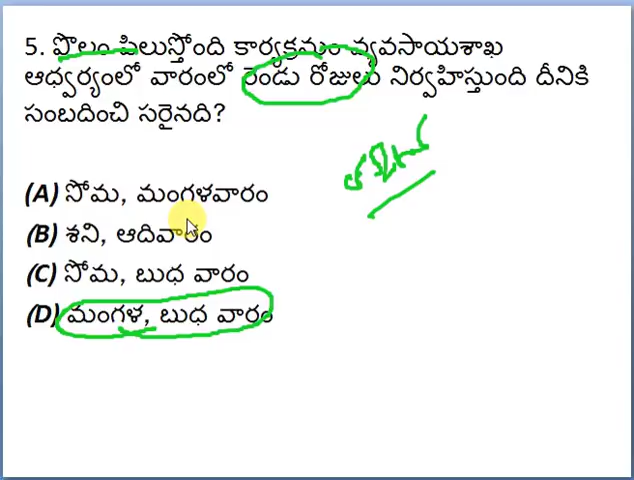 5. పొలం పిలుస్తోంది కార్యక్రమం వ్యవసాయశాఖ
ఆధ్వర్యంలో వారంలో రెండు రోజులు నిర్వహిస్తుంది దీనికి
సంబదించి సరైనది?
(A) సోమ, మంగళవారం
(B) శని, ఆదివారం
(C) సోమ, బుధ వారం
(D) మంగళ, బుధ వారం